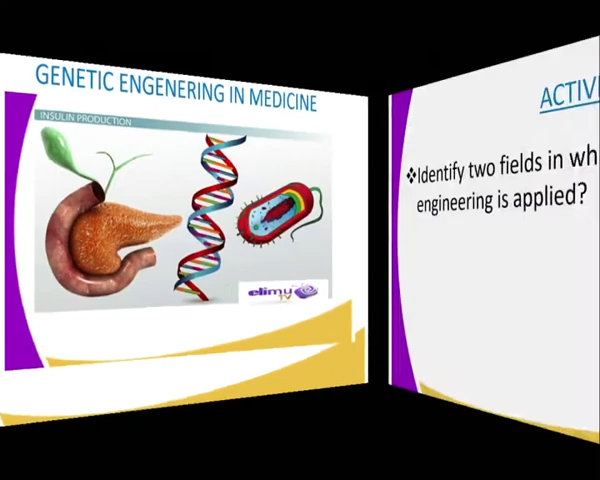 GENETIC ENGENERING IN MEDICINE
INSULIN PRODUCTION
elimu
TV
ACTIV
❖Identify two fields in wh
engineering is applied?